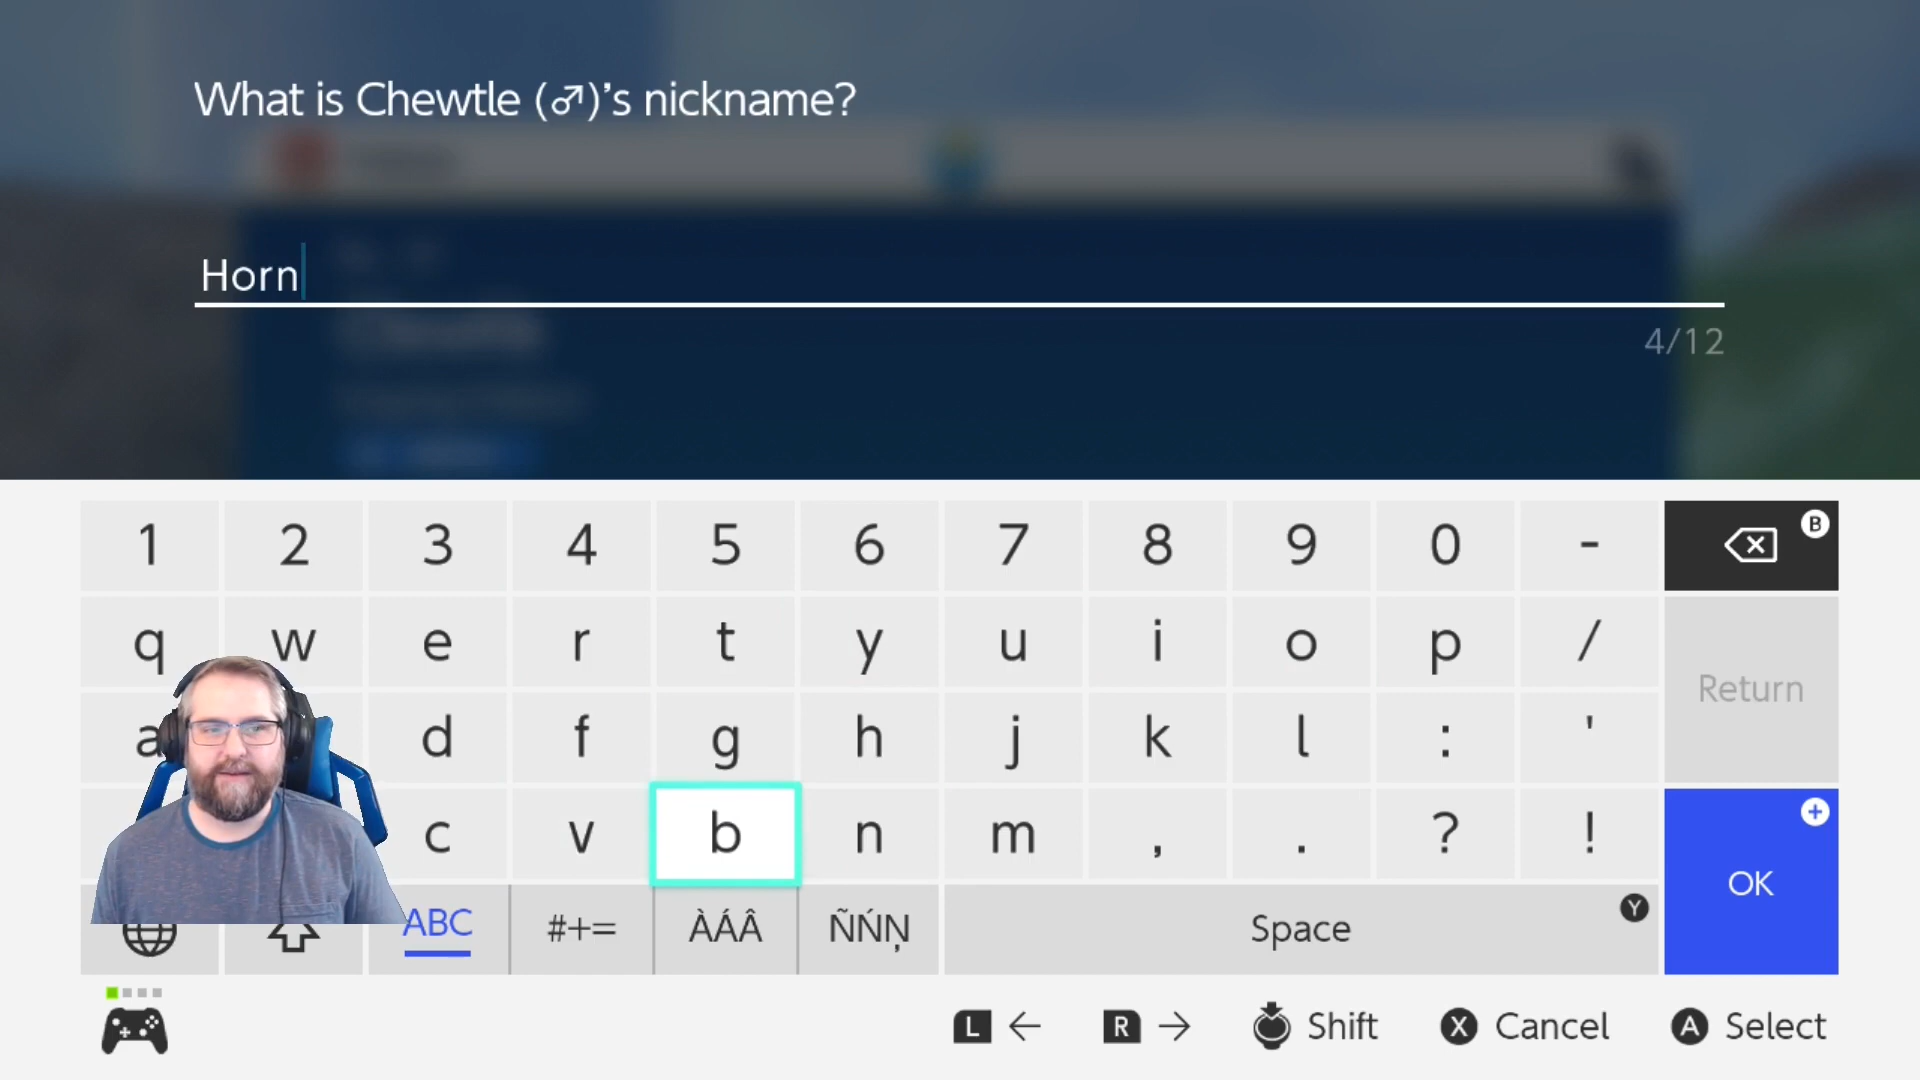 What is Chewtle (♂)'s nickname?
Horn
4/12
1 2 3 4 5 6 7 8 9 0 - B
q w e r t y u i o p /
Return
a d f g h j k l : '
c v b n m , . ? ! +
OK
ABC #+= ÀÁÂ ÑŃŅ Space Y
L ← R → Shift X Cancel A Select